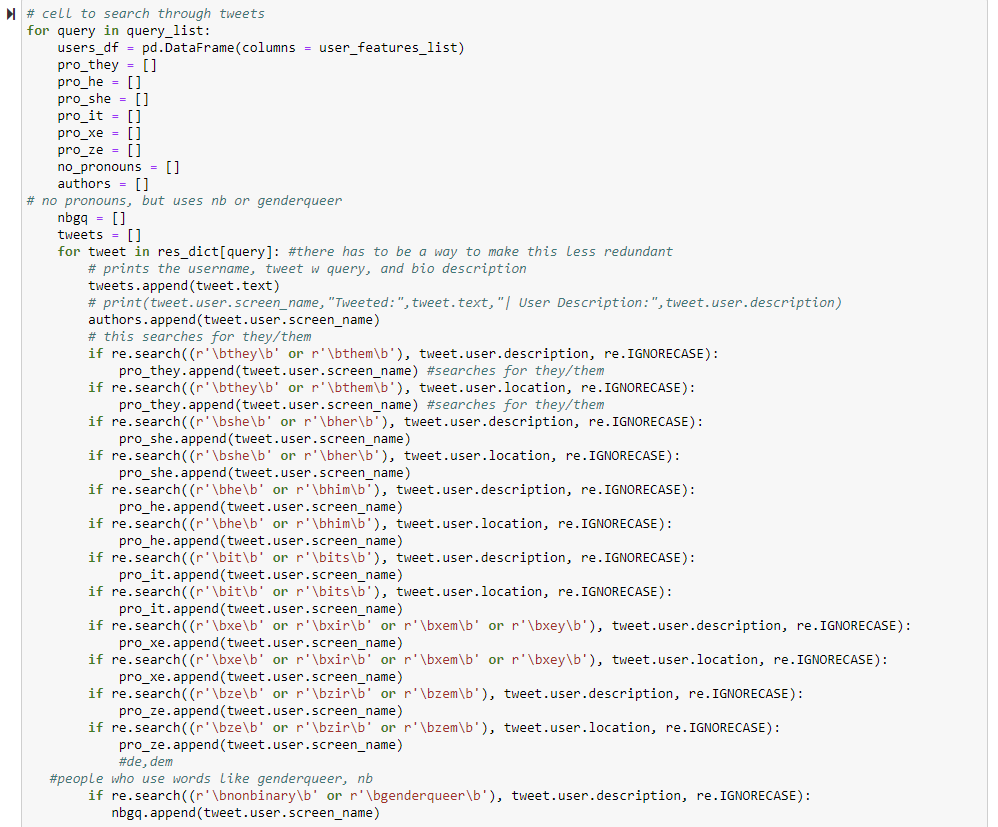 # cell to search through tweets
for query in query_list:
    users_df = pd.DataFrame(columns = user_features_list)
    pro_they = []
    pro_he = []
    pro_she = []
    pro_it = []
    pro_xe = []
    pro_ze = []
    no_pronouns = []
    authors = []
# no pronouns, but uses nb or genderqueer
    nbgq = []
    tweets = []
    for tweet in res_dict[query]: #there has to be a way to make this less redundant
        # prints the username, tweet w query, and bio description
        tweets.append(tweet.text)
        # print(tweet.user.screen_name,"Tweeted:",tweet.text,"| User Description:",tweet.user.description)
        authors.append(tweet.user.screen_name)
        # this searches for they/them
        if re.search((r'\bthey\b' or r'\bthem\b'), tweet.user.description, re.IGNORECASE):
            pro_they.append(tweet.user.screen_name) #searches for they/them
        if re.search((r'\bthey\b' or r'\bthem\b'), tweet.user.location, re.IGNORECASE):
            pro_they.append(tweet.user.screen_name) #searches for they/them
        if re.search((r'\bshe\b' or r'\bher\b'), tweet.user.description, re.IGNORECASE):
            pro_she.append(tweet.user.screen_name)
        if re.search((r'\bshe\b' or r'\bher\b'), tweet.user.location, re.IGNORECASE):
            pro_she.append(tweet.user.screen_name)
        if re.search((r'\bhe\b' or r'\bhim\b'), tweet.user.description, re.IGNORECASE):
            pro_he.append(tweet.user.screen_name)
        if re.search((r'\bhe\b' or r'\bhim\b'), tweet.user.location, re.IGNORECASE):
            pro_he.append(tweet.user.screen_name)
        if re.search((r'\bit\b' or r'\bits\b'), tweet.user.description, re.IGNORECASE):
            pro_it.append(tweet.user.screen_name)
        if re.search((r'\bit\b' or r'\bits\b'), tweet.user.location, re.IGNORECASE):
            pro_it.append(tweet.user.screen_name)
        if re.search((r'\bxe\b' or r'\bxir\b' or r'\bxem\b' or r'\bxey\b'), tweet.user.description, re.IGNORECASE):
            pro_xe.append(tweet.user.screen_name)
        if re.search((r'\bxe\b' or r'\bxir\b' or r'\bxem\b' or r'\bxey\b'), tweet.user.location, re.IGNORECASE):
            pro_xe.append(tweet.user.screen_name)
        if re.search((r'\bze\b' or r'\bzir\b' or r'\bzem\b'), tweet.user.description, re.IGNORECASE):
            pro_ze.append(tweet.user.screen_name)
        if re.search((r'\bze\b' or r'\bzir\b' or r'\bzem\b'), tweet.user.location, re.IGNORECASE):
            pro_ze.append(tweet.user.screen_name)
            #de,dem
   #people who use words like genderqueer, nb
        if re.search((r'\bnonbinary\b' or r'\bgenderqueer\b'), tweet.user.description, re.IGNORECASE):
           nbgq.append(tweet.user.screen_name)